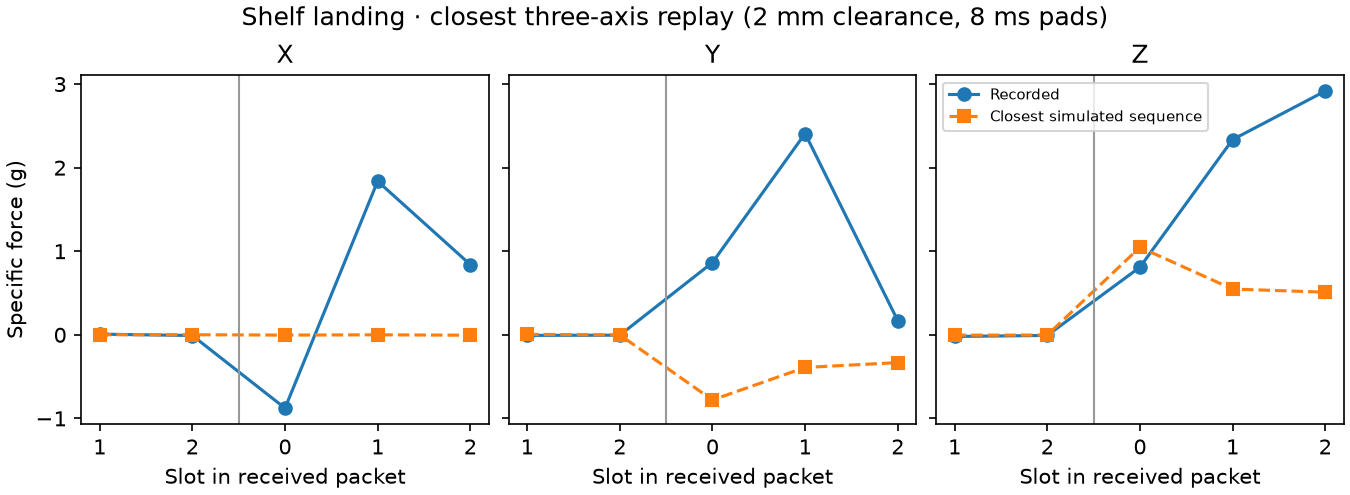 Shelf landing · closest three-axis replay (2 mm clearance, 8 ms pads)
X
Y
Z
Specific force (g)
3
2
1
0
−1
Recorded
Closest simulated sequence
1 2 0 1 2
1 2 0 1 2
1 2 0 1 2
Slot in received packet
Slot in received packet
Slot in received packet